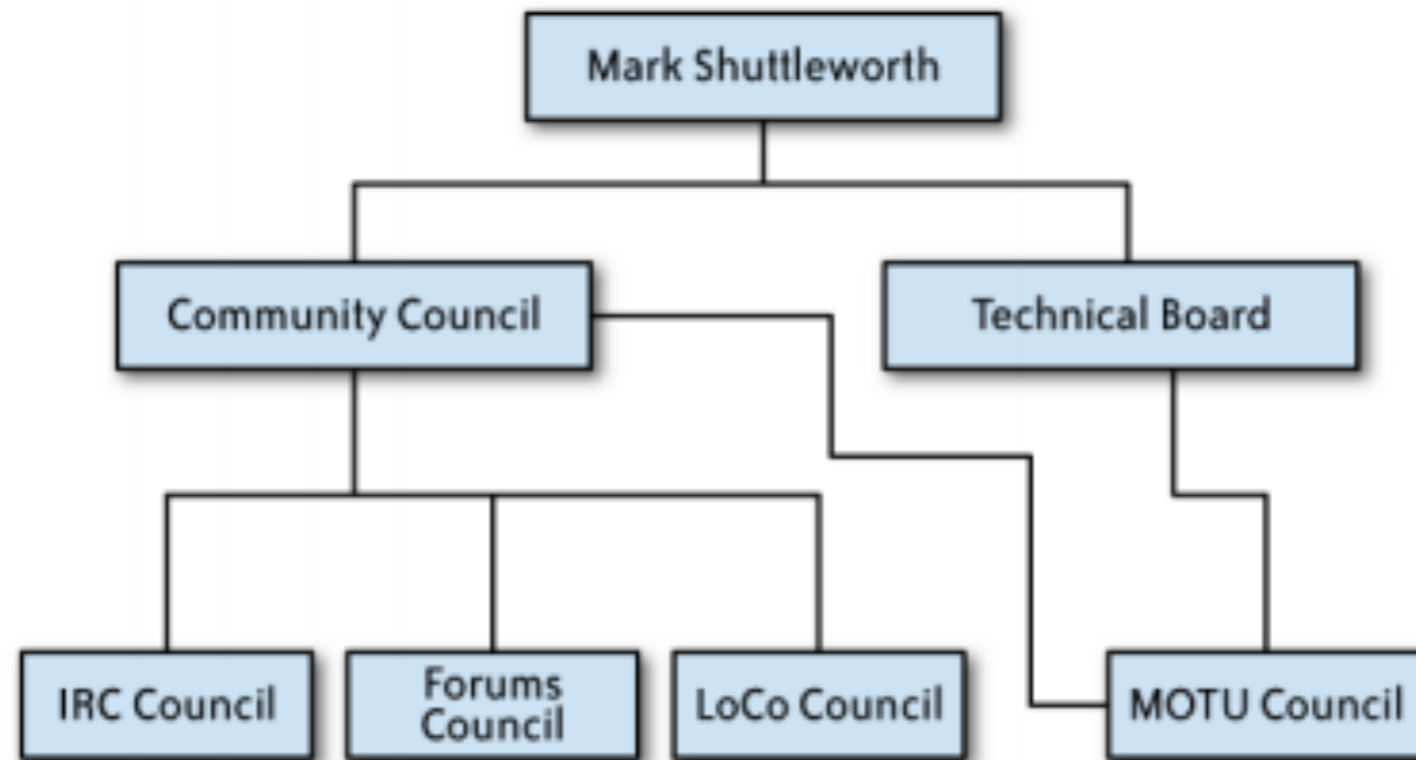 Mark Shuttleworth
Community Council
Technical Board
IRC Council
Forums
Council
LoCo Council
MOTU Council